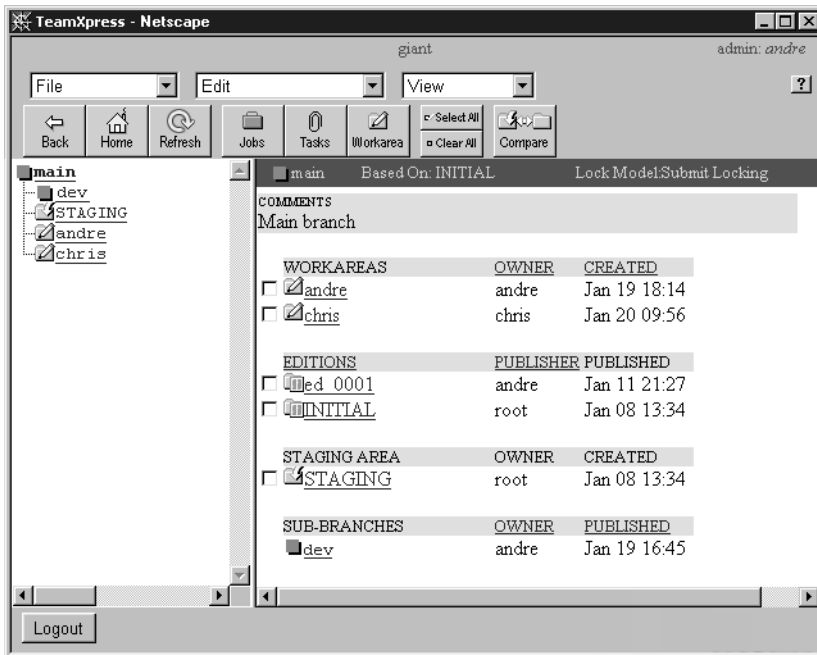 TeamXpress - Netscape
giant admin: andre
File Edit View ?
Back Home Refresh Jobs Tasks Workarea Select All Clear All Compare
main
dev
STAGING
andre
chris
main Based On: INITIAL Lock Model:Submit Locking
COMMENTS
Main branch
WORKAREAS OWNER CREATED
andre andre Jan 19 18:14
chris chris Jan 20 09:56
EDITIONS PUBLISHER PUBLISHED
ed_0001 andre Jan 11 21:27
INITIAL root Jan 08 13:34
STAGING AREA OWNER CREATED
STAGING root Jan 08 13:34
SUB-BRANCHES OWNER PUBLISHED
dev andre Jan 19 16:45
Logout